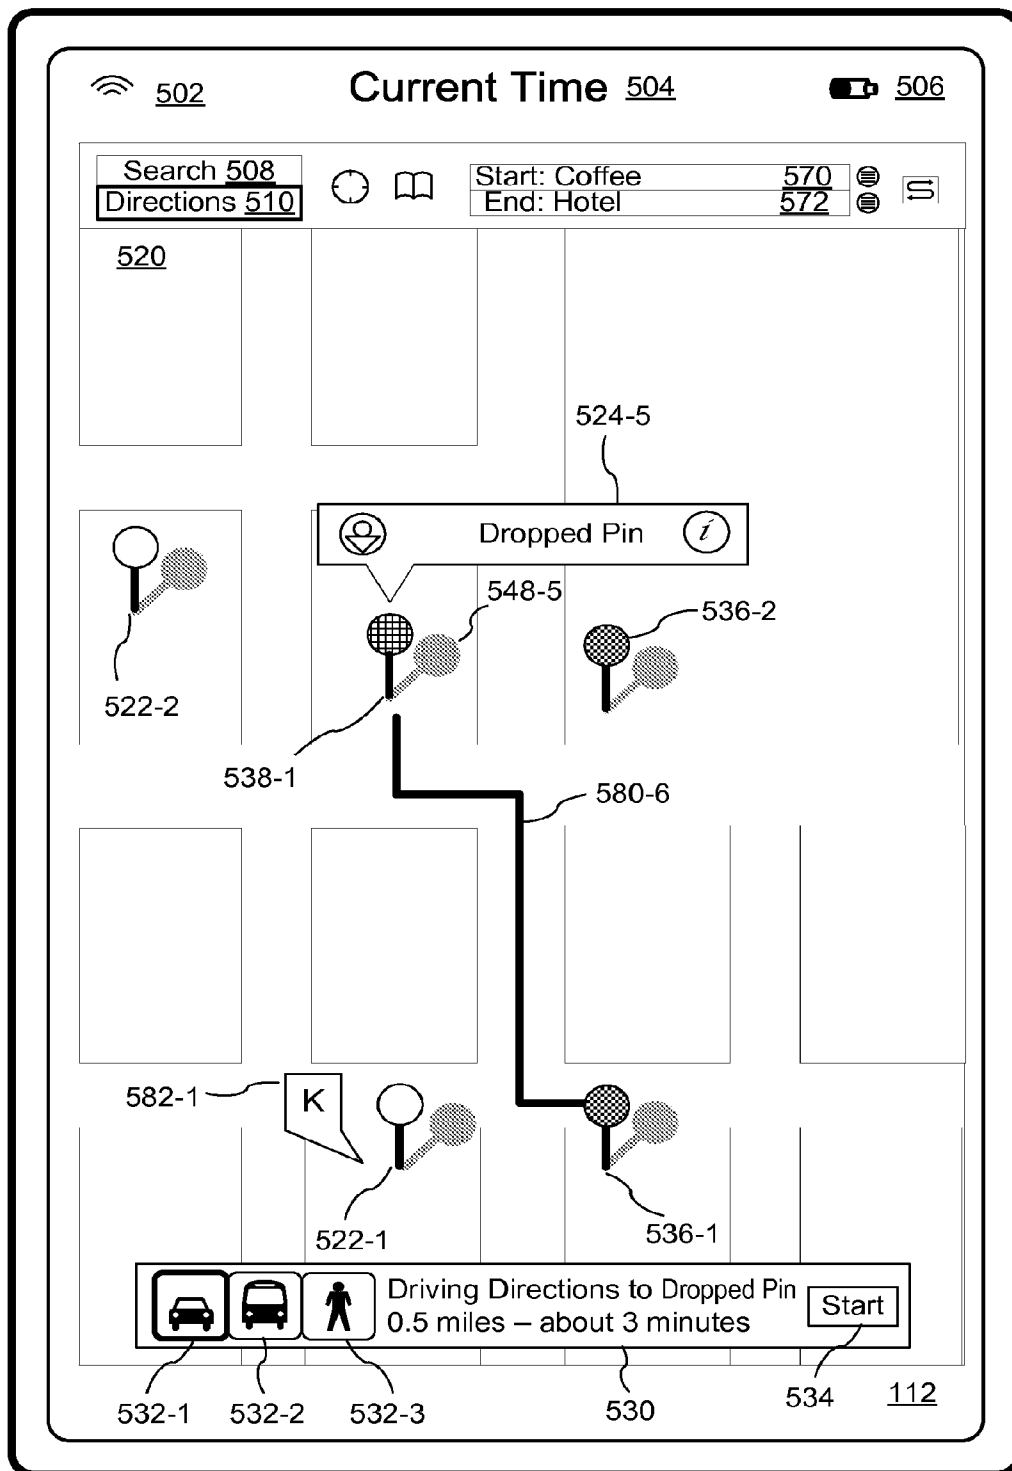 502 Current Time 504 506
Search 508
Directions 510
Start: Coffee 570
End: Hotel 572
520
524-5
Dropped Pin i
548-5
536-2
522-2
538-1
580-6
582-1
K
522-1
536-1
Driving Directions to Dropped Pin
0.5 miles – about 3 minutes
Start
532-1 532-2 532-3 530 534 112